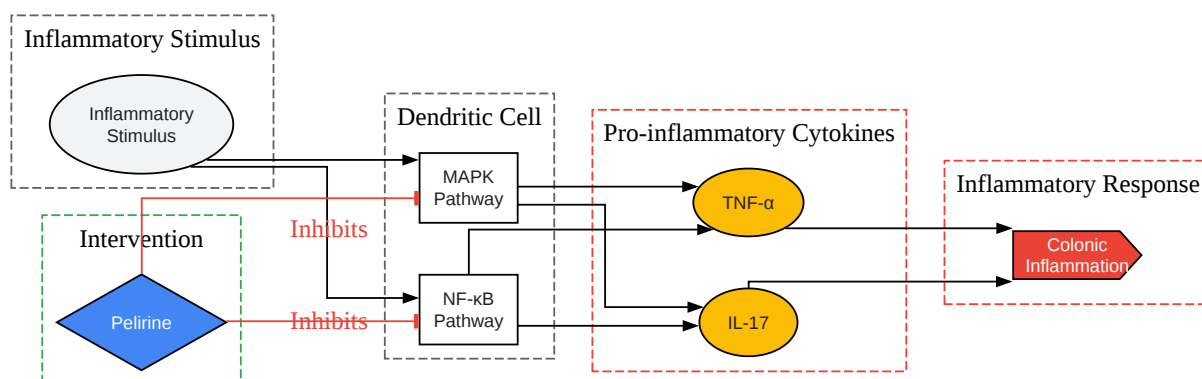 Inflammatory Stimulus
Inflammatory
Stimulus
Intervention
Pelirine
Inhibits
Inhibits
Dendritic Cell
MAPK
Pathway
NF-κB
Pathway
Pro-inflammatory Cytokines
TNF-α
IL-17
Inflammatory Response
Colonic
Inflammation